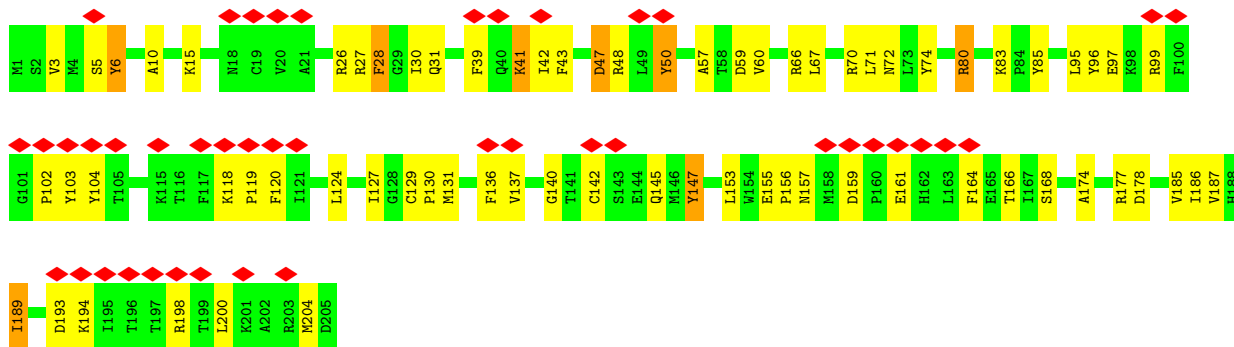 M1 S2 V3 M4 S5 Y6 A10 K15 N18 C19 V20 A21 R26 R27 F28 G29 I30 Q31 F39 Q40 K41 I42 F43 D47 R48 L49 Y50 A57 T58 D59 V60 R66 L67 R70 L71 N72 L73 Y74 R80 K83 P84 Y85 L95 Y96 E97 K98 R99 F100
G101 P102 Y103 Y104 T105 K115 T116 F117 K118 P119 F120 I121 L124 I127 G128 C129 P130 M131 F136 V137 G140 T141 C142 S143 E144 Q145 M146 Y147 L153 W154 E155 P156 N157 M158 D159 P160 E161 H162 L163 F164 E165 T166 I167 S168 A174 R177 D178 V185 I186 V187 H188
I189 D193 K194 I195 T196 T197 R198 T199 L200 K201 A202 R203 M204 D205